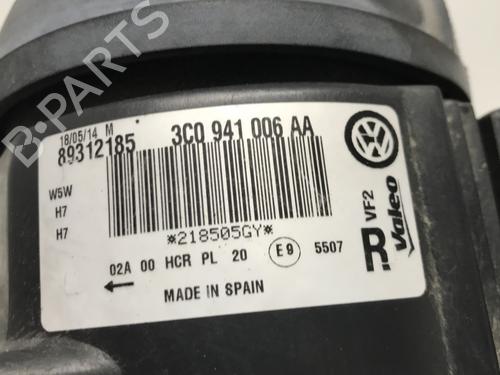 18/05/14 M
89312185
3C0 941 006 AA
W5W
H7
H7
*218505GY*
02A 00 HCR PL 20 E9 5507
MADE IN SPAIN
R
VF2
Valeo
B-PARTS